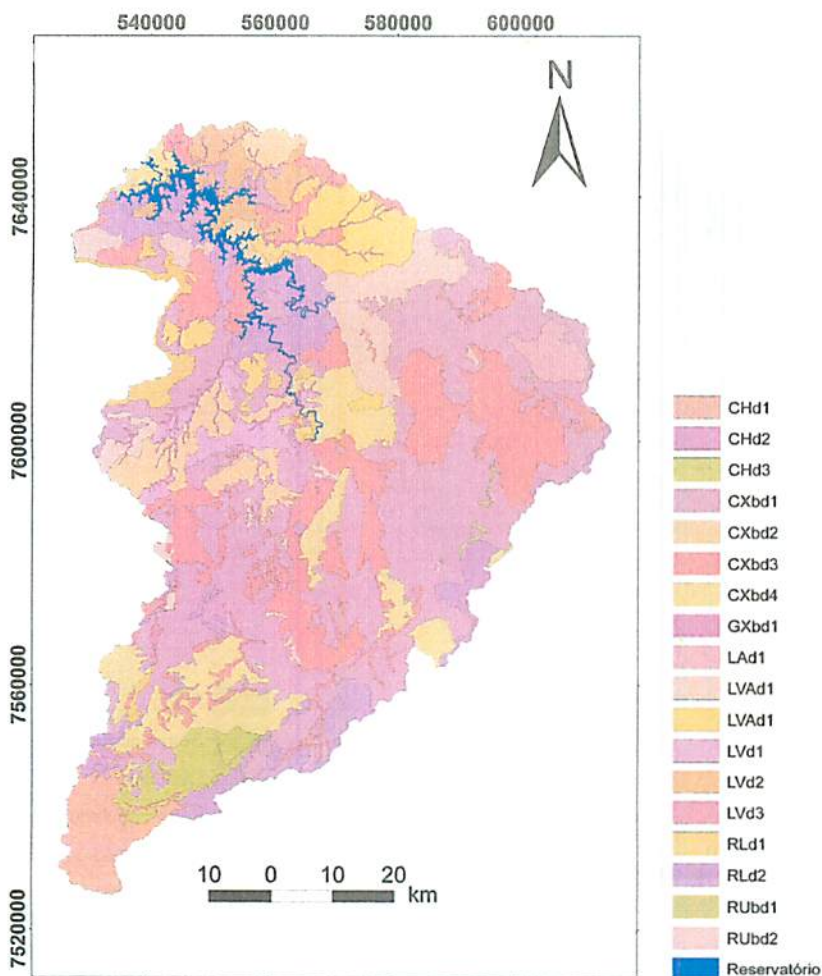 540000 560000 580000 600000
N
7640000
7600000
7560000
7520000
10 0 10 20
km
CHd1
CHd2
CHd3
CXbd1
CXbd2
CXbd3
CXbd4
GXbd1
LAd1
LVAd1
LVAd1
LVd1
LVd2
LVd3
RLd1
RLd2
RUbd1
RUbd2
Reservatório